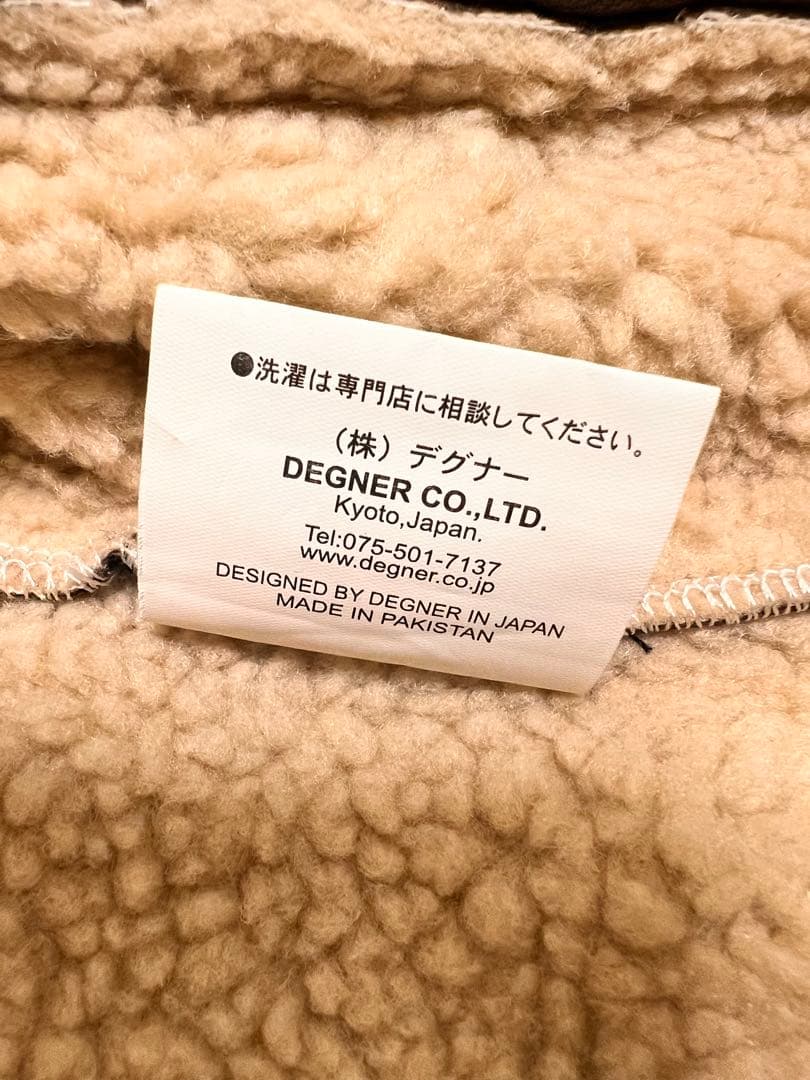 ●洗濯は専門店に相談してください。
（株）デグナー
DEGNER CO.,LTD.
Kyoto,Japan.
Tel:075-501-7137
www.degner.co.jp
DESIGNED BY DEGNER IN JAPAN
MADE IN PAKISTAN